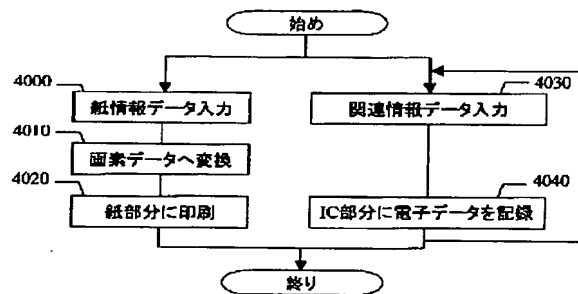 始め
4000
紙情報データ入力
4010
画素データへ変換
4020
紙部分に印刷
4030
関連情報データ入力
4040
IC部分に電子データを記録
終り